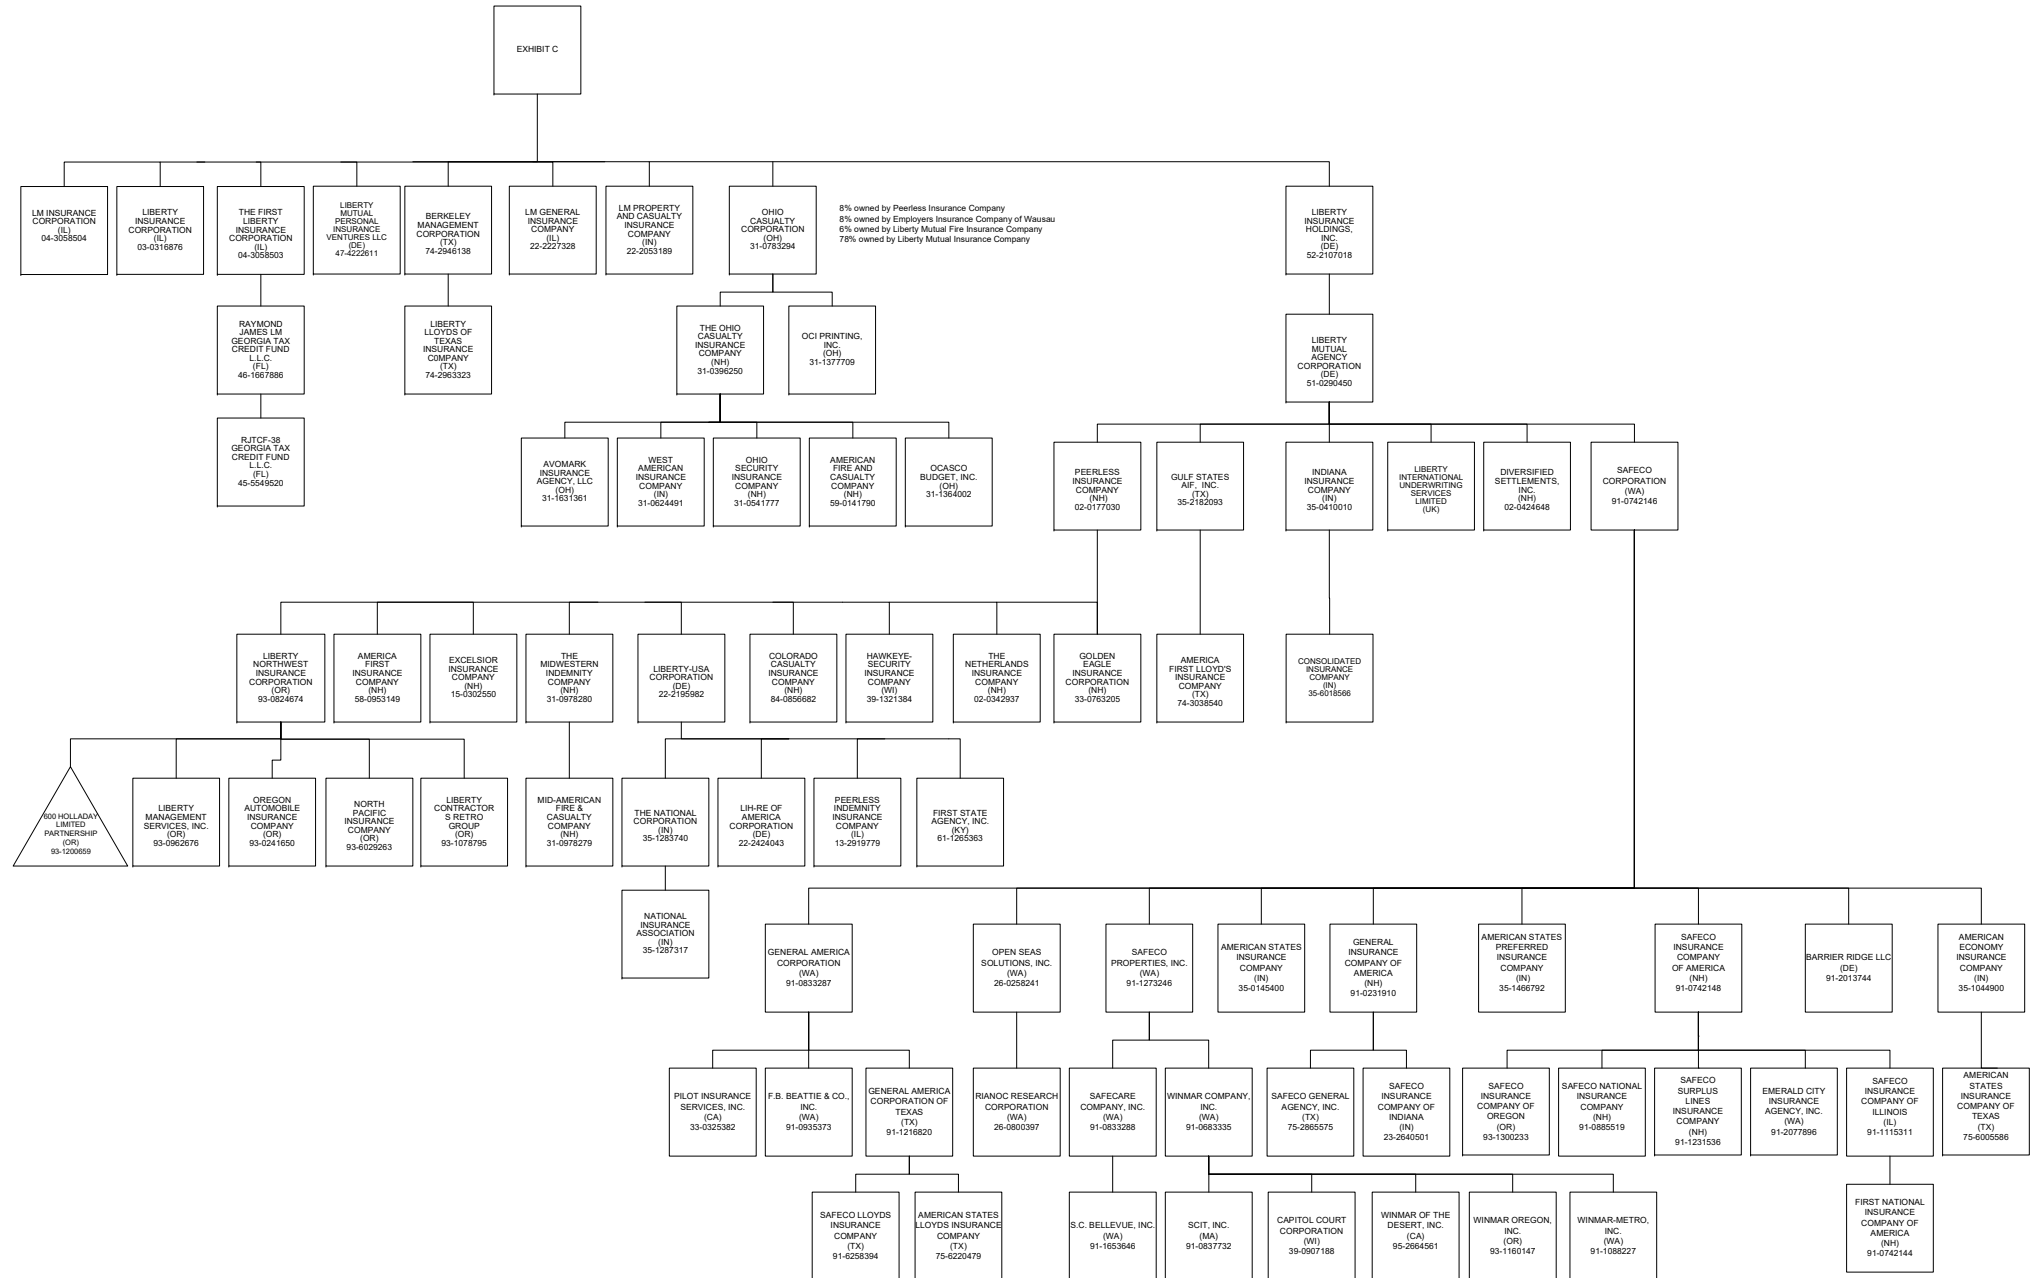 EXHIBIT C
LM INSURANCE
CORPORATION
(IL)
04-3058504
LIBERTY
INSURANCE
CORPORATION
(IL)
03-0316876
THE FIRST
LIBERTY
INSURANCE
CORPORATION
(IL)
04-3058503
LIBERTY
MUTUAL
PERSONAL
INSURANCE
VENTURES LLC
(DE)
47-4222611
BERKELEY
MANAGEMENT
CORPORATION
(TX)
74-2946138
LM GENERAL
INSURANCE
COMPANY
(IL)
22-2227328
LM PROPERTY
AND CASUALTY
INSURANCE
COMPANY
(IN)
22-2053189
OHIO
CASUALTY
CORPORATION
(OH)
31-0783294
8% owned by Peerless Insurance Company
8% owned by Employers Insurance Company of Wausau
6% owned by Liberty Mutual Fire Insurance Company
78% owned by Liberty Mutual Insurance Company
LIBERTY
INSURANCE
HOLDINGS,
INC.
(DE)
52-2107018
RAYMOND
JAMES LM
GEORGIA TAX
CREDIT FUND
L.L.C.
(FL)
46-1667886
LIBERTY
LLOYDS OF
TEXAS
INSURANCE
C0MPANY
(TX)
74-2963323
THE OHIO
CASUALTY
INSURANCE
COMPANY
(NH)
31-0396250
OCI PRINTING,
INC.
(OH)
31-1377709
LIBERTY
MUTUAL
AGENCY
CORPORATION
(DE)
51-0290450
RJTCF-38
GEORGIA TAX
CREDIT FUND
L.L.C.
(FL)
45-5549520
AVOMARK
INSURANCE
AGENCY, LLC
(OH)
31-1631361
WEST
AMERICAN
INSURANCE
COMPANY
(IN)
31-0624491
OHIO
SECURITY
INSURANCE
COMPANY
(NH)
31-0541777
AMERICAN
FIRE AND
CASUALTY
COMPANY
(NH)
59-0141790
OCASCO
BUDGET, INC.
(OH)
31-1364002
PEERLESS
INSURANCE
COMPANY
(NH)
02-0177030
GULF STATES
AIF, INC.
(TX)
35-2182093
INDIANA
INSURANCE
COMPANY
(IN)
35-0410010
LIBERTY
INTERNATIONAL
UNDERWRITING
SERVICES
LIMITED
(UK)
DIVERSIFIED
SETTLEMENTS,
INC.
(NH)
02-0424648
SAFECO
CORPORATION
(WA)
91-0742146
LIBERTY
NORTHWEST
INSURANCE
CORPORATION
(OR)
93-0824674
AMERICA
FIRST
INSURANCE
COMPANY
(NH)
58-0953149
EXCELSIOR
INSURANCE
COMPANY
(NH)
15-0302550
THE
MIDWESTERN
INDEMNITY
COMPANY
(NH)
31-0978280
LIBERTY-USA
CORPORATION
(DE)
22-2195982
COLORADO
CASUALTY
INSURANCE
COMPANY
(NH)
84-0856682
HAWKEYE-
SECURITY
INSURANCE
COMPANY
(WI)
39-1321384
THE
NETHERLANDS
INSURANCE
COMPANY
(NH)
02-0342937
GOLDEN
EAGLE
INSURANCE
CORPORATION
(NH)
33-0763205
AMERICA
FIRST LLOYD'S
INSURANCE
COMPANY
(TX)
74-3038540
CONSOLIDATED
INSURANCE
COMPANY
(IN)
35-6018566
600 HOLLADAY
LIMITED
PARTNERSHIP
(OR)
93-1200659
LIBERTY
MANAGEMENT
SERVICES, INC.
(OR)
93-0962676
OREGON
AUTOMOBILE
INSURANCE
COMPANY
(OR)
93-0241650
NORTH
PACIFIC
INSURANCE
COMPANY
(OR)
93-6029263
LIBERTY
CONTRACTOR
S RETRO
GROUP
(OR)
93-1078795
MID-AMERICAN
FIRE &
CASUALTY
COMPANY
(NH)
31-0978279
THE NATIONAL
CORPORATION
(IN)
35-1283740
LIH-RE OF
AMERICA
CORPORATION
(DE)
22-2424043
PEERLESS
INDEMNITY
INSURANCE
COMPANY
(IL)
13-2919779
FIRST STATE
AGENCY, INC.
(KY)
61-1265363
NATIONAL
INSURANCE
ASSOCIATION
(IN)
35-1287317
GENERAL AMERICA
CORPORATION
(WA)
91-0833287
OPEN SEAS
SOLUTIONS, INC.
(WA)
26-0258241
SAFECO
PROPERTIES, INC.
(WA)
91-1273246
AMERICAN STATES
INSURANCE
COMPANY
(IN)
35-0145400
GENERAL
INSURANCE
COMPANY OF
AMERICA
(NH)
91-0231910
AMERICAN STATES
PREFERRED
INSURANCE
COMPANY
(IN)
35-1466792
SAFECO
INSURANCE
COMPANY
OF AMERICA
(NH)
91-0742148
BARRIER RIDGE LLC
(DE)
91-2013744
AMERICAN
ECONOMY
INSURANCE
COMPANY
(IN)
35-1044900
PILOT INSURANCE
SERVICES, INC.
(CA)
33-0325382
F.B. BEATTIE & CO.,
INC.
(WA)
91-0935373
GENERAL AMERICA
CORPORATION OF
TEXAS
(TX)
91-1216820
RIANOC RESEARCH
CORPORATION
(WA)
26-0800397
SAFECARE
COMPANY, INC.
(WA)
91-0833288
WINMAR COMPANY,
INC.
(WA)
91-0683335
SAFECO GENERAL
AGENCY, INC.
(TX)
75-2865575
SAFECO
INSURANCE
COMPANY OF
INDIANA
(IN)
23-2640501
SAFECO
INSURANCE
COMPANY OF
OREGON
(OR)
93-1300233
SAFECO NATIONAL
INSURANCE
COMPANY
(NH)
91-0885519
SAFECO
SURPLUS
LINES
INSURANCE
COMPANY
(NH)
91-1231536
EMERALD CITY
INSURANCE
AGENCY, INC.
(WA)
91-2077896
SAFECO
INSURANCE
COMPANY OF
ILLINOIS
(IL)
91-1115311
AMERICAN
STATES
INSURANCE
COMPANY OF
TEXAS
(TX)
75-6005586
SAFECO LLOYDS
INSURANCE
COMPANY
(TX)
91-6258394
AMERICAN STATES
LLOYDS INSURANCE
COMPANY
(TX)
75-6220479
S.C. BELLEVUE, INC.
(WA)
91-1653646
SCIT, INC.
(MA)
91-0837732
CAPITOL COURT
CORPORATION
(WI)
39-0907188
WINMAR OF THE
DESERT, INC.
(CA)
95-2664561
WINMAR OREGON,
INC.
(OR)
93-1160147
WINMAR-METRO,
INC.
(WA)
91-1088227
FIRST NATIONAL
INSURANCE
COMPANY OF
AMERICA
(NH)
91-0742144